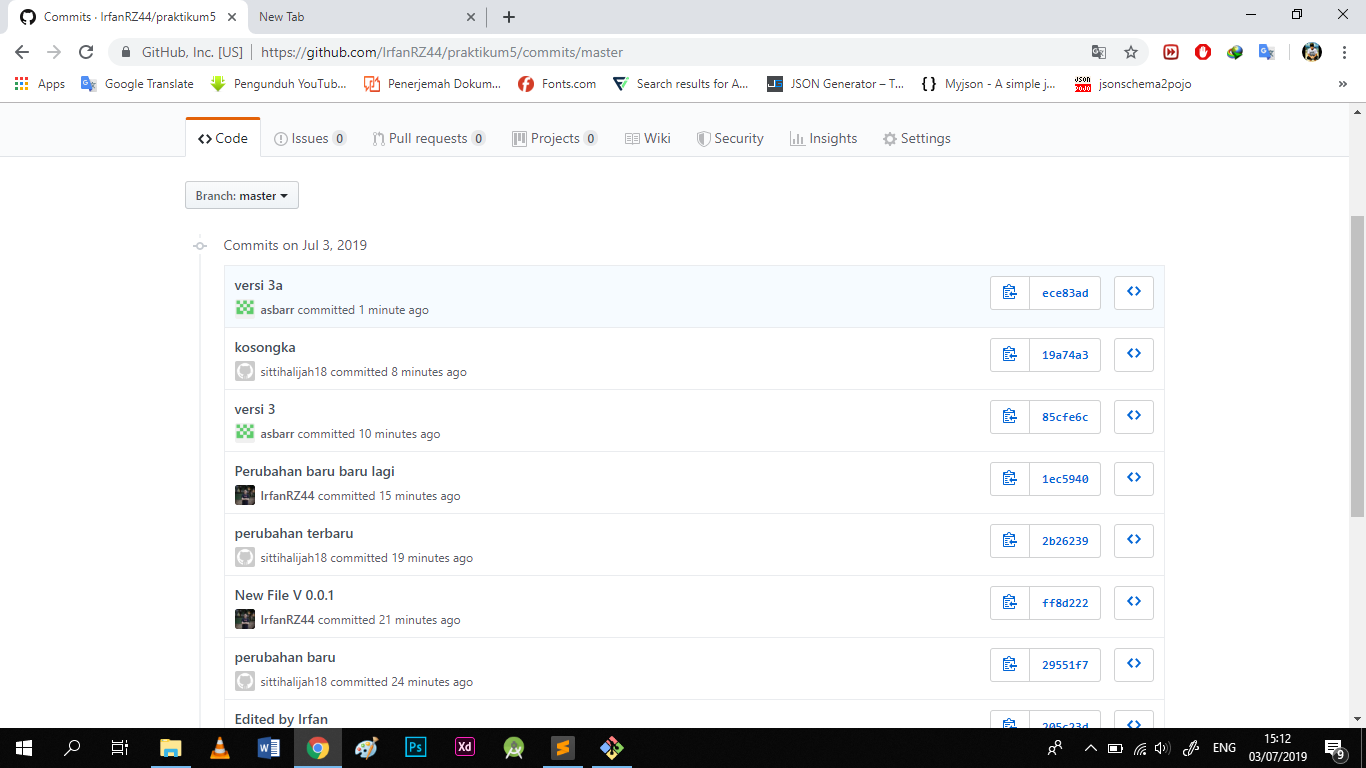 Commits · IrfanRZ44/praktikum5
New Tab
GitHub, Inc. [US] https://github.com/IrfanRZ44/praktikum5/commits/master
Apps Google Translate Pengunduh YouTub... Penerjemah Dokum... Fonts.com Search results for A... JSON Generator – T... Myjson - A simple j... jsonschema2pojo »
Code Issues 0 Pull requests 0 Projects 0 Wiki Security Insights Settings
Branch: master
Commits on Jul 3, 2019
versi 3a
asbarr committed 1 minute ago
ece83ad
kosongka
sittihalijah18 committed 8 minutes ago
19a74a3
versi 3
asbarr committed 10 minutes ago
85cfe6c
Perubahan baru baru lagi
IrfanRZ44 committed 15 minutes ago
1ec5940
perubahan terbaru
sittihalijah18 committed 19 minutes ago
2b26239
New File V 0.0.1
IrfanRZ44 committed 21 minutes ago
ff8d222
perubahan baru
sittihalijah18 committed 24 minutes ago
29551f7
Edited by Irfan
205c23d
ENG
15:12
03/07/2019
9